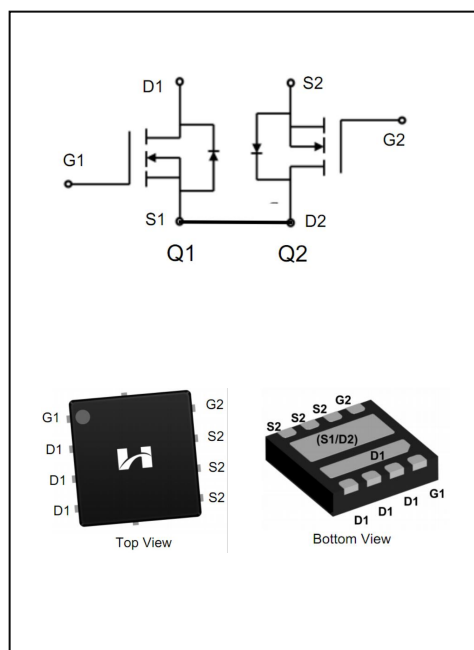 D1 S2
G1 G2
S1 D2
Q1 Q2
G1 G2
D1 S2
D1 S2
D1 S2
Top View
S2 S2 S2 G2
(S1/D2)
D1
D1 D1 D1 G1
Bottom View